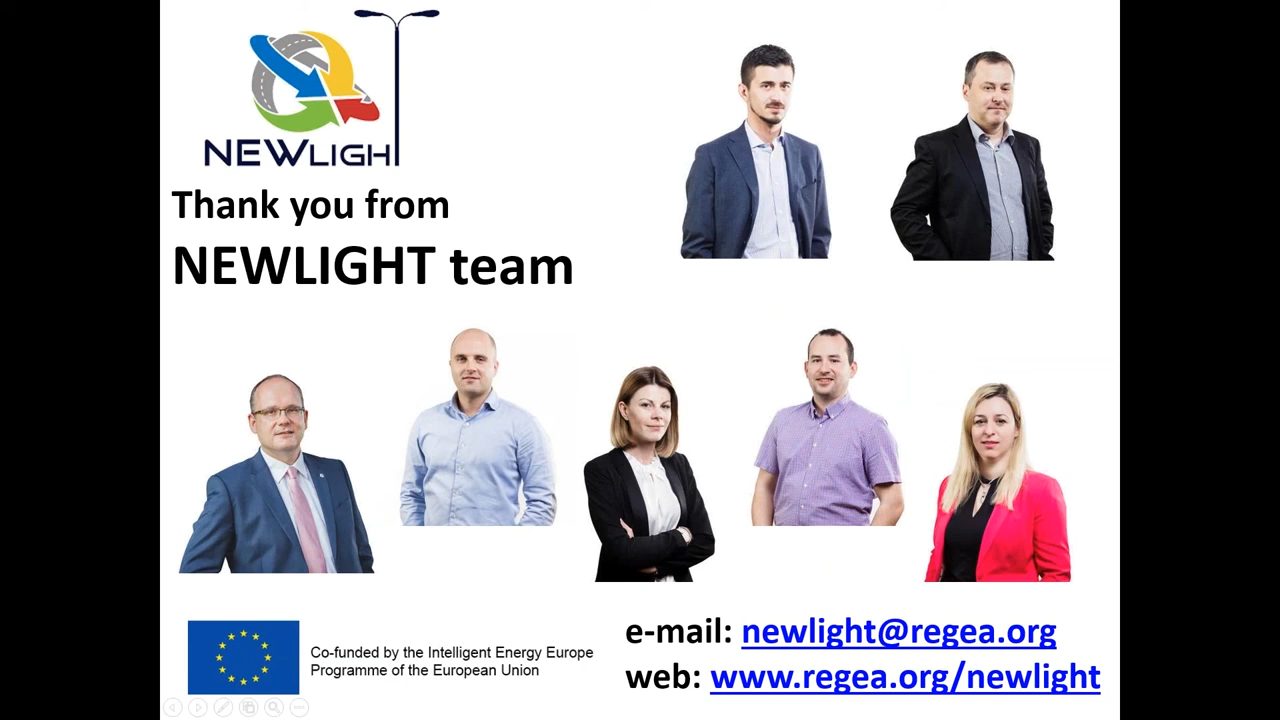 NEWLIGHT
Thank you from
NEWLIGHT team
Co-funded by the Intelligent Energy Europe
Programme of the European Union
e-mail: newlight@regea.org
web: www.regea.org/newlight